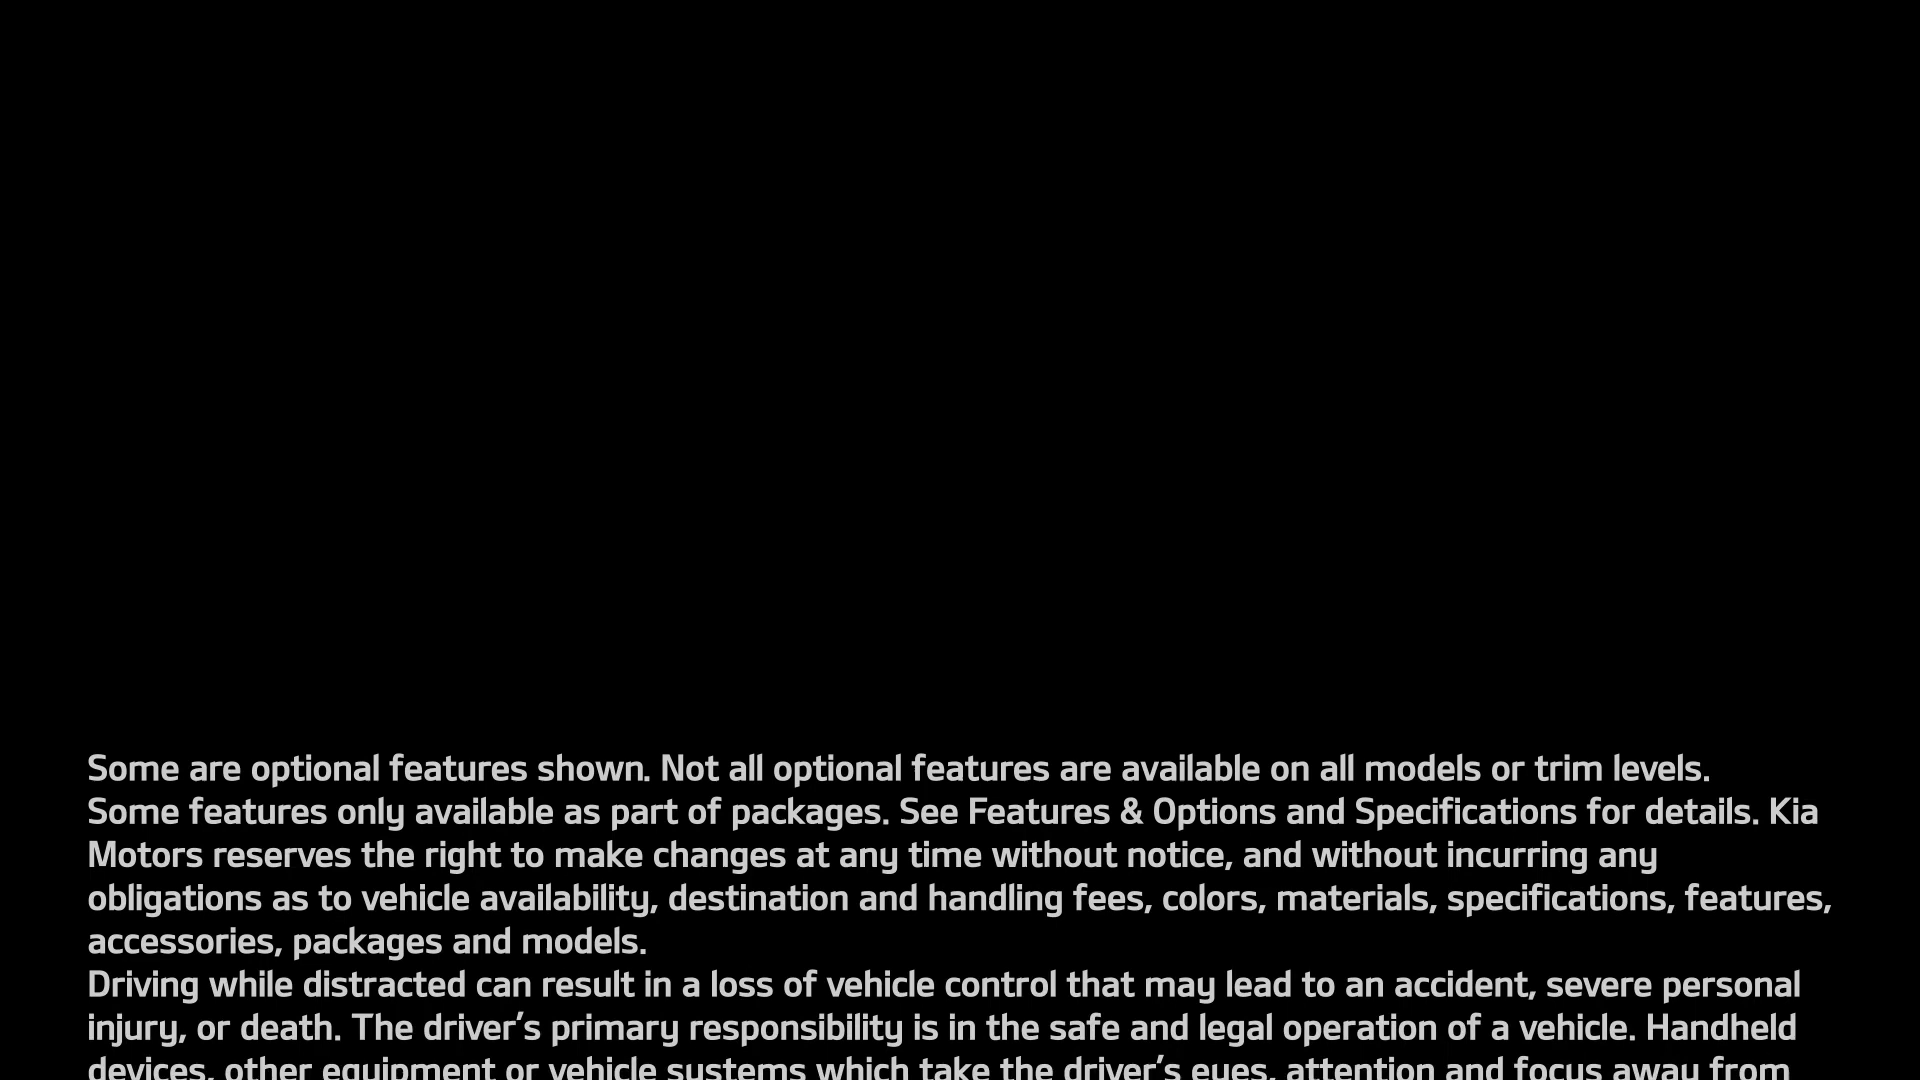 Some are optional features shown. Not all optional features are available on all models or trim levels.
Some features only available as part of packages. See Features & Options and Specifications for details. Kia
Motors reserves the right to make changes at any time without notice, and without incurring any
obligations as to vehicle availability, destination and handling fees, colors, materials, specifications, features,
accessories, packages and models.
Driving while distracted can result in a loss of vehicle control that may lead to an accident, severe personal
injury, or death. The driver's primary responsibility is in the safe and legal operation of a vehicle. Handheld
devices, other equipment or vehicle systems which take the driver's eyes, attention and focus away from